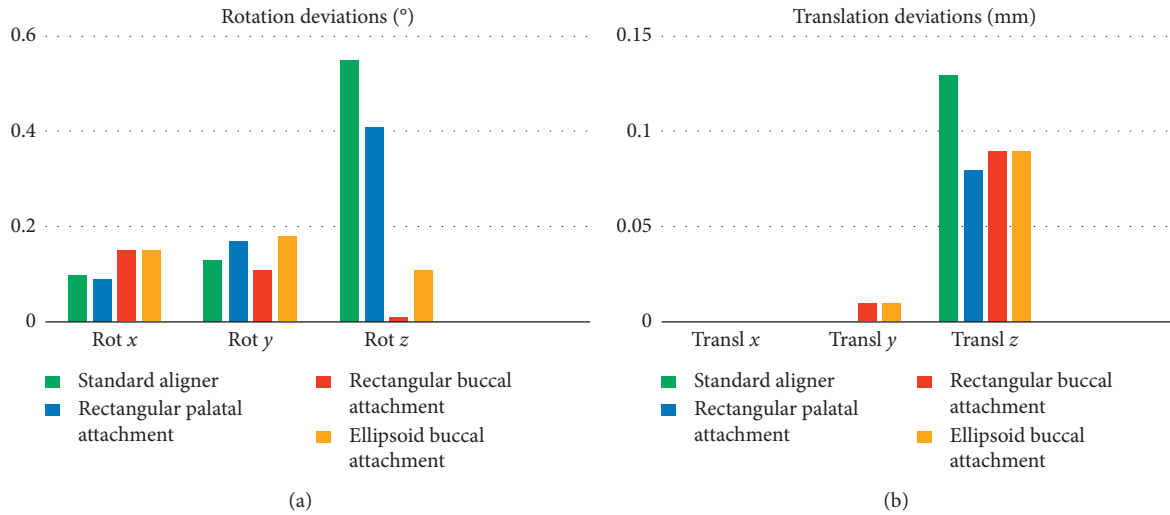 Rotation deviations (°)
0.6
0.4
0.2
0
Rot x
Rot y
Rot z
Standard aligner
Rectangular palatal
attachment
Rectangular buccal
attachment
Ellipsoid buccal
attachment
(a)
Translation deviations (mm)
0.15
0.1
0.05
0
Transl x
Transl y
Transl z
Standard aligner
Rectangular palatal
attachment
Rectangular buccal
attachment
Ellipsoid buccal
attachment
(b)